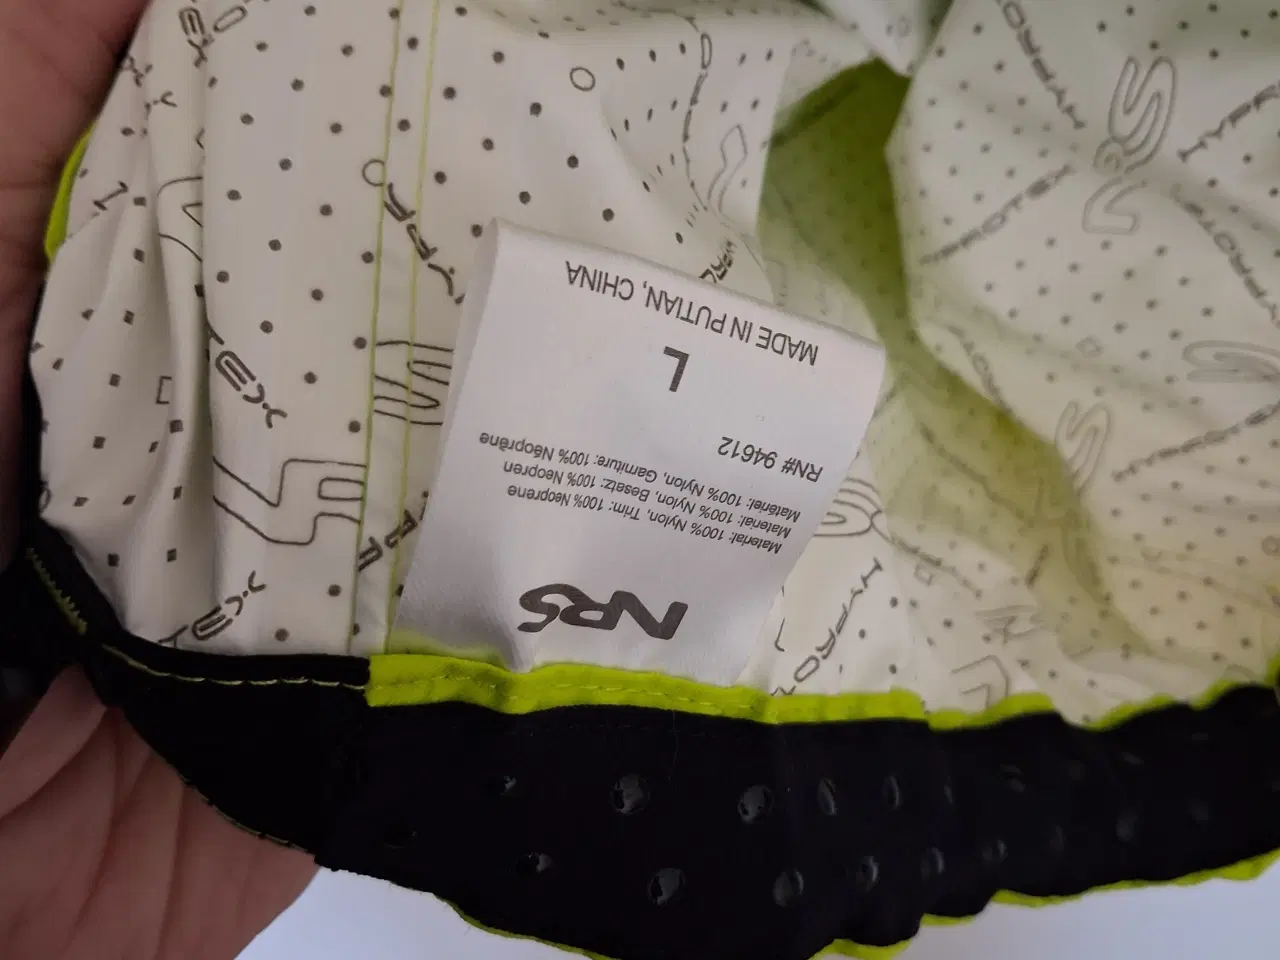 NRS
Material: 100% Nylon, Trim: 100% Neoprene
Material: 100% Nylon, Besatz: 100% Neopren
Matériel: 100% Nylon, Garniture: 100% Néoprène
RN# 94612
L
MADE IN PUTIAN, CHINA
NRS
HYPROTEX